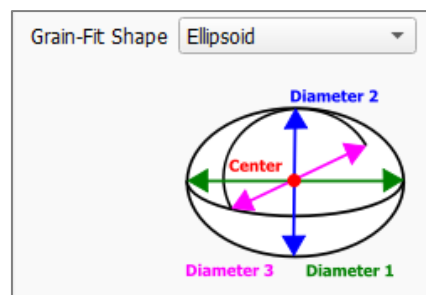 Grain-Fit Shape Ellipsoid
Diameter 2
Center
Diameter 3 Diameter 1